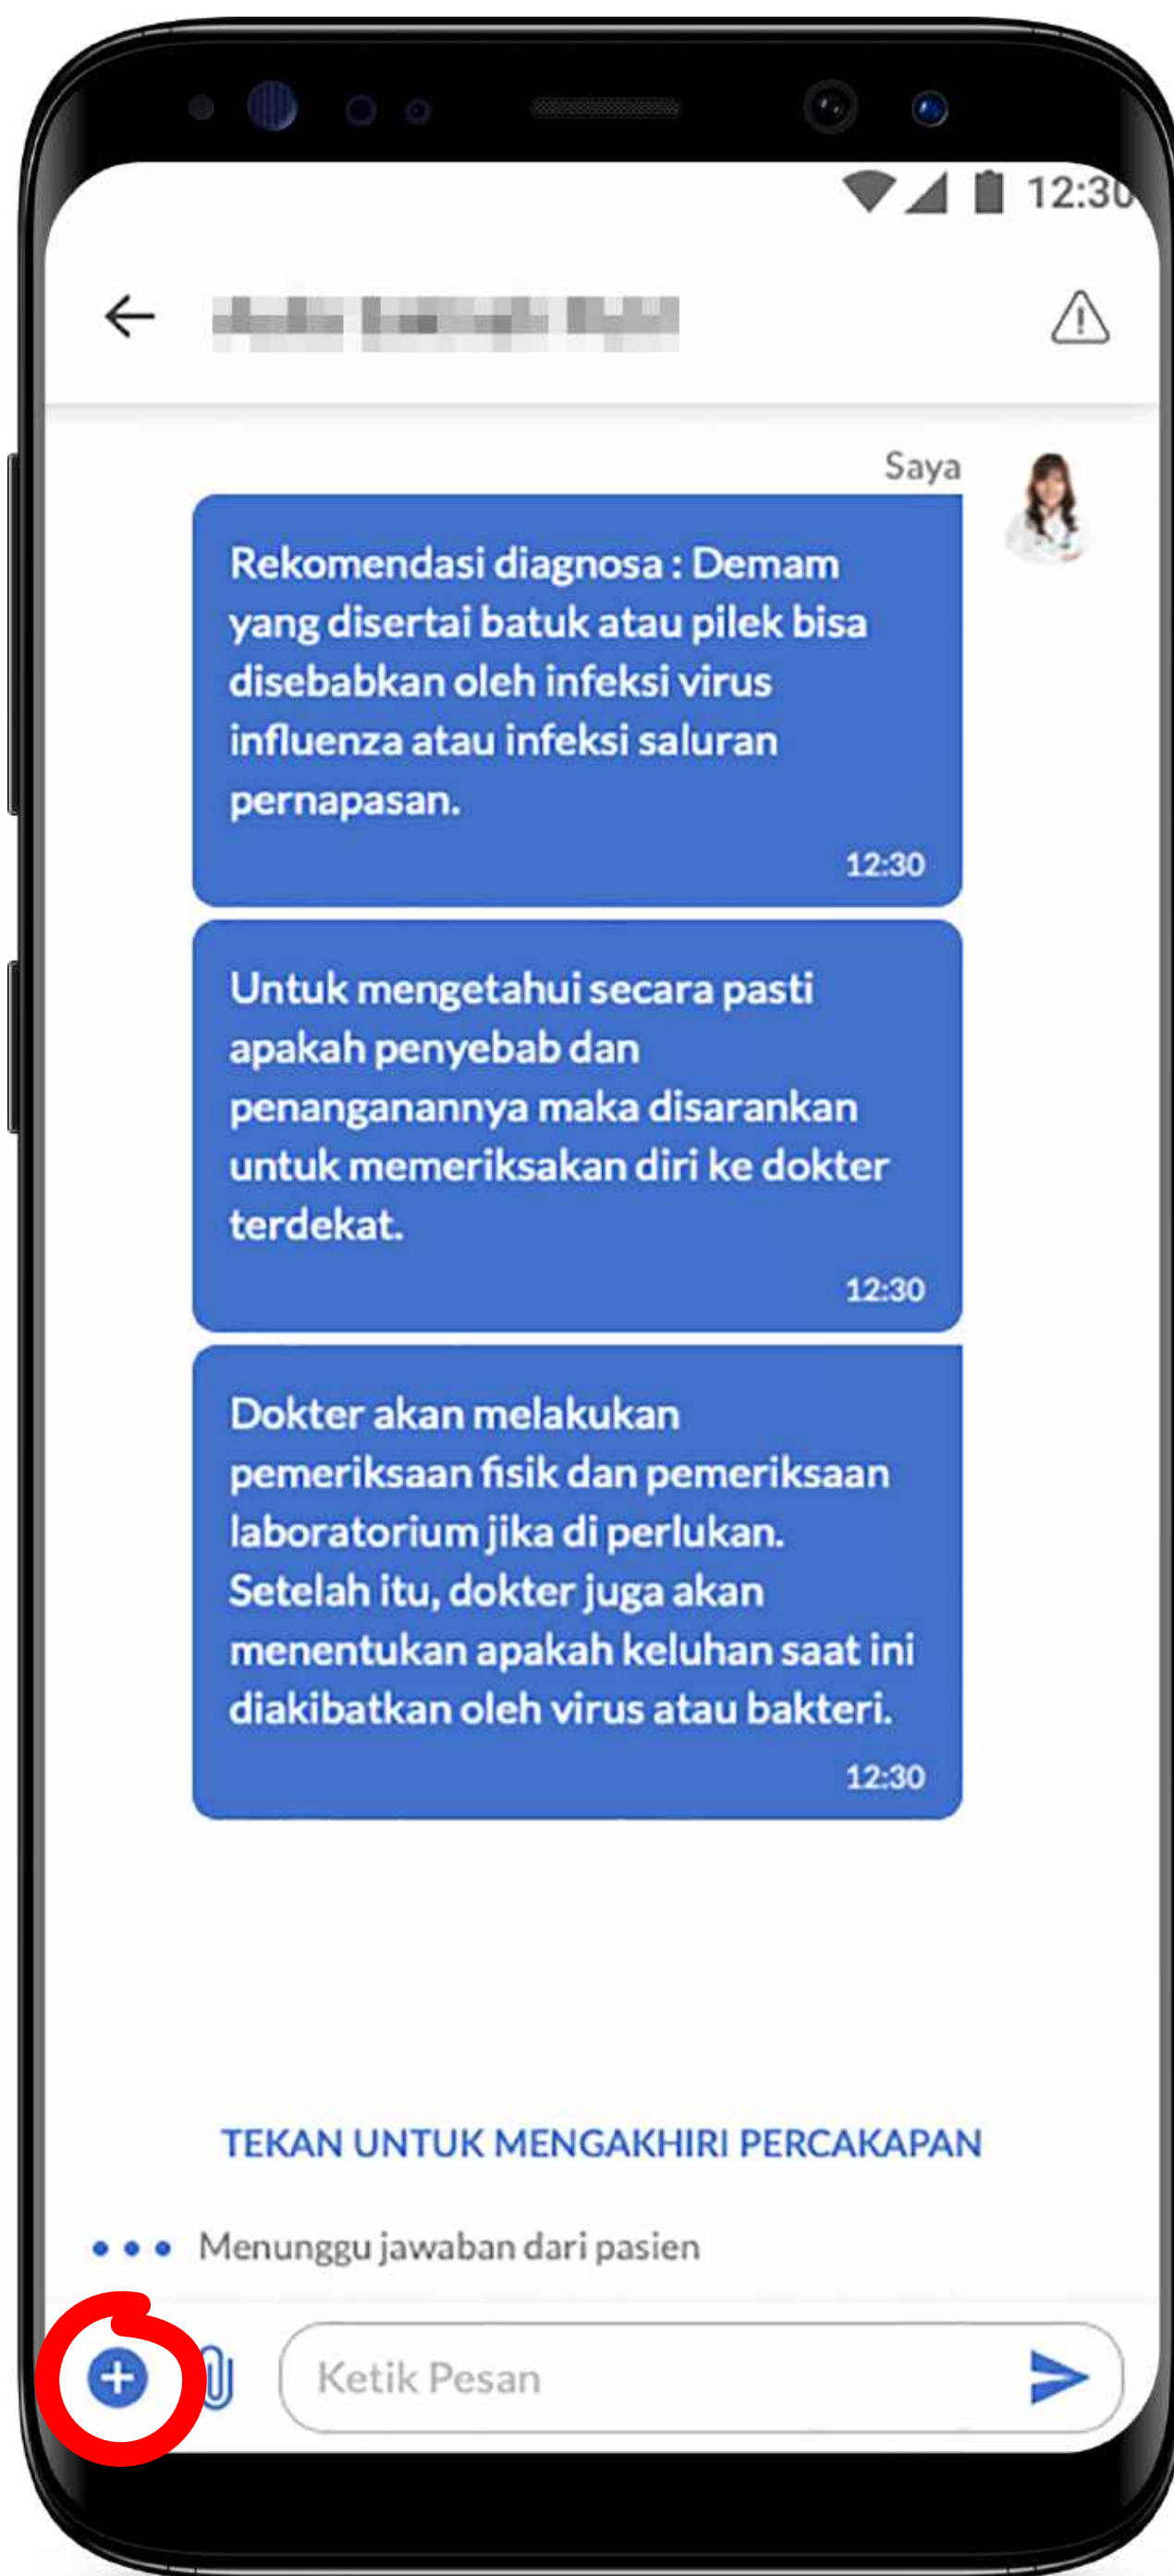 12:30
Saya
Rekomendasi diagnosa : Demam
yang disertai batuk atau pilek bisa
disebabkan oleh infeksi virus
influenza atau infeksi saluran
pernapasan.
12:30
Untuk mengetahui secara pasti
apakah penyebab dan
penanganannya maka disarankan
untuk memeriksakan diri ke dokter
terdekat.
12:30
Dokter akan melakukan
pemeriksaan fisik dan pemeriksaan
laboratorium jika di perlukan.
Setelah itu, dokter juga akan
menentukan apakah keluhan saat ini
diakibatkan oleh virus atau bakteri.
12:30
TEKAN UNTUK MENGAKHIRI PERCAKAPAN
Menunggu jawaban dari pasien
Ketik Pesan